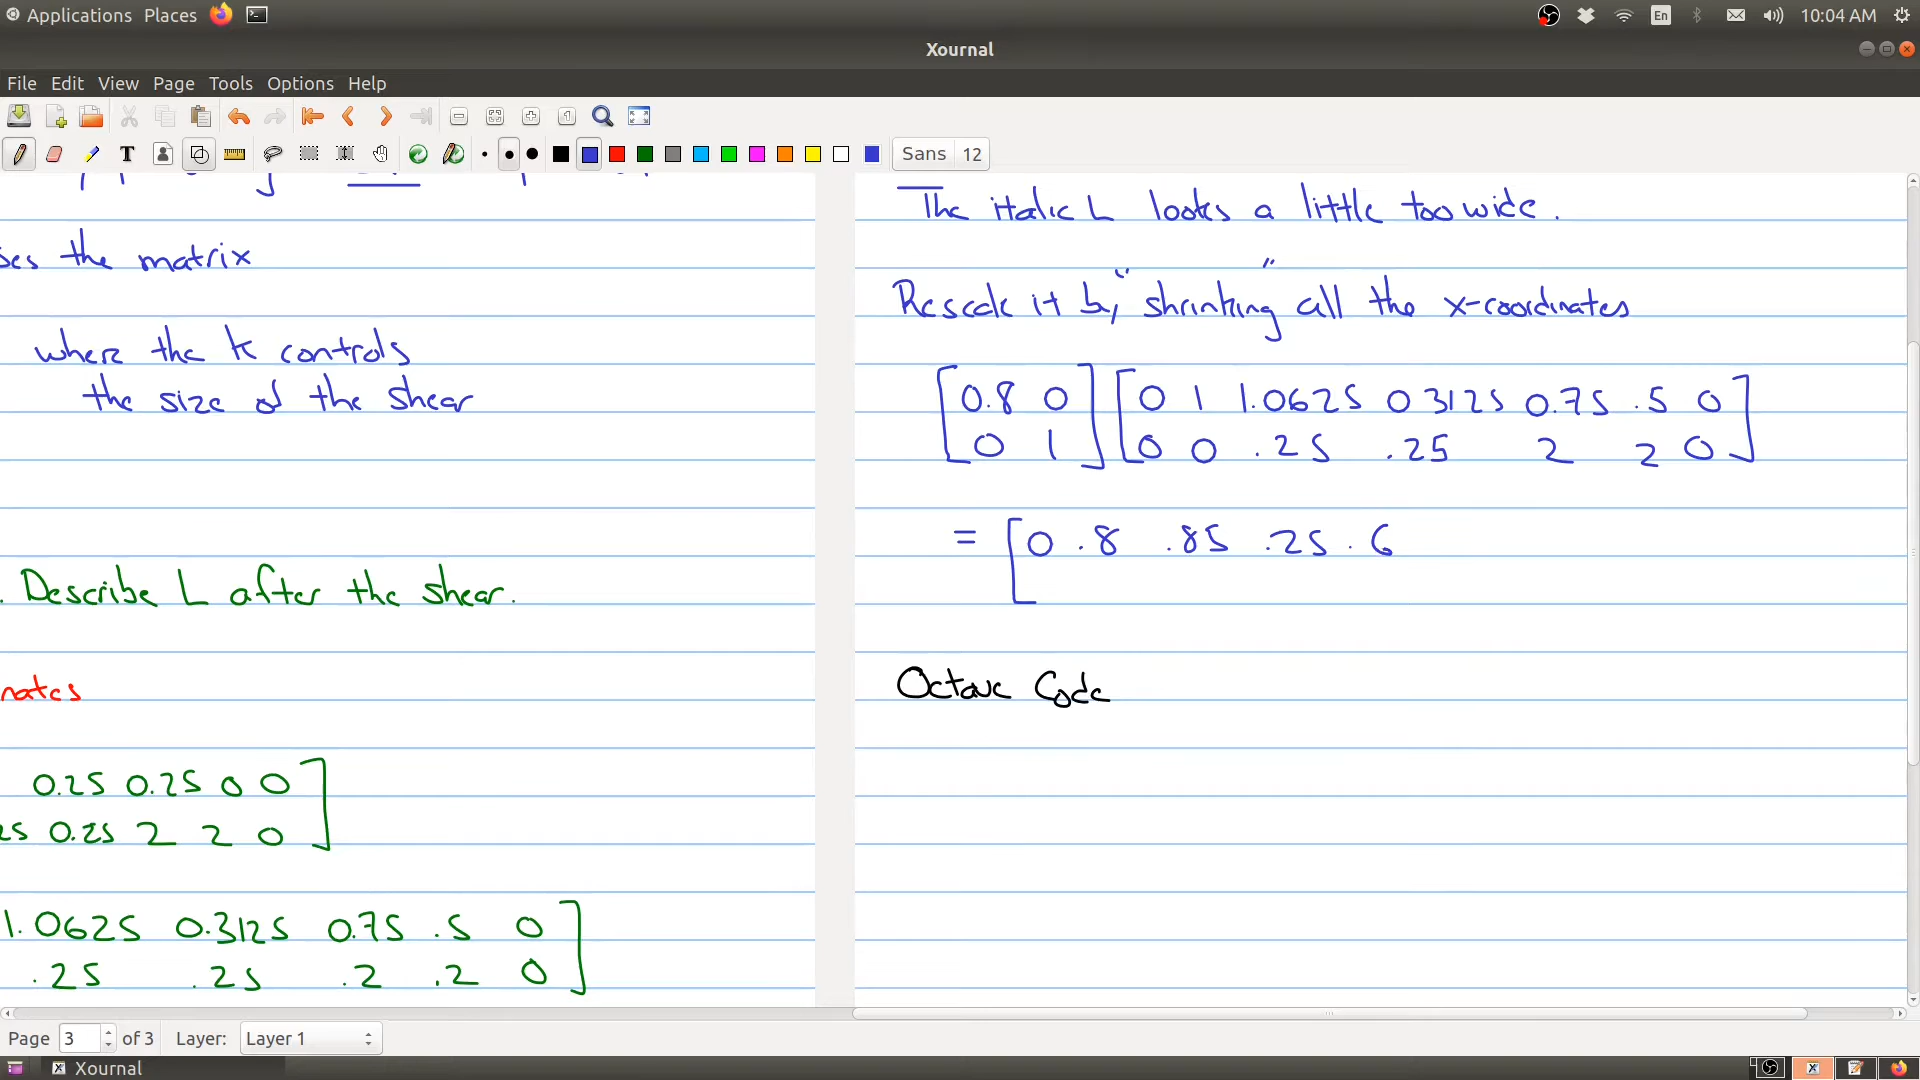 Applications Places En 10:04 AM
Xournal
File Edit View Page Tools Options Help
T Sans 12
ses the matrix
where the k controls
the size of the shear
. Describe L after the shear.
nates
0.25 0.25 0 0
25 0.25 2 2 0
1.0625 0.3125 0.75 .5 0
.25 .25 .2 .2 0
The italic L looks a little too wide.
Rescale it by "shrinking" all the x-coordinates
[0.8 0] [0 1 1.0625 0.3125 0.75 .5 0]
[0 1] [0 0 .25 .25 2 2 0]
= [0 .8 .85 .25 .6
Octave Code
Page 3 of 3 Layer: Layer 1
Xournal